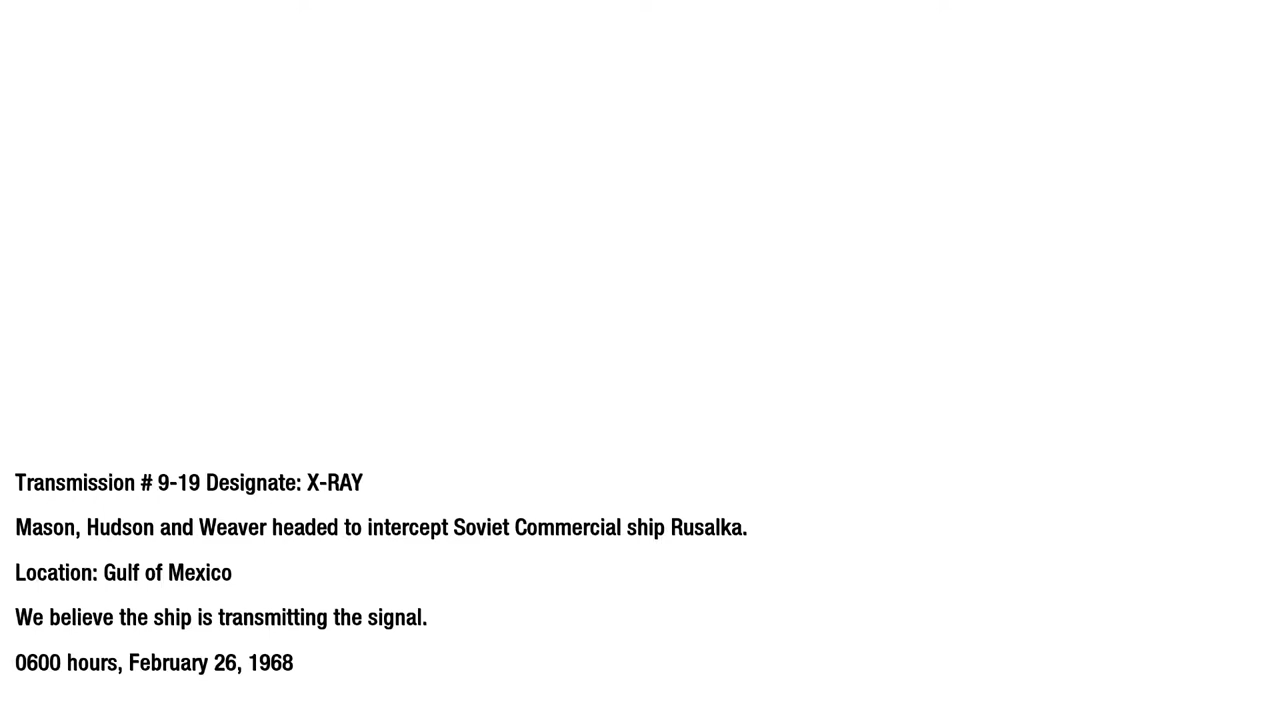 Transmission # 9-19 Designate: X-RAY
Mason, Hudson and Weaver headed to intercept Soviet Commercial ship Rusalka.
Location: Gulf of Mexico
We believe the ship is transmitting the signal.
0600 hours, February 26, 1968